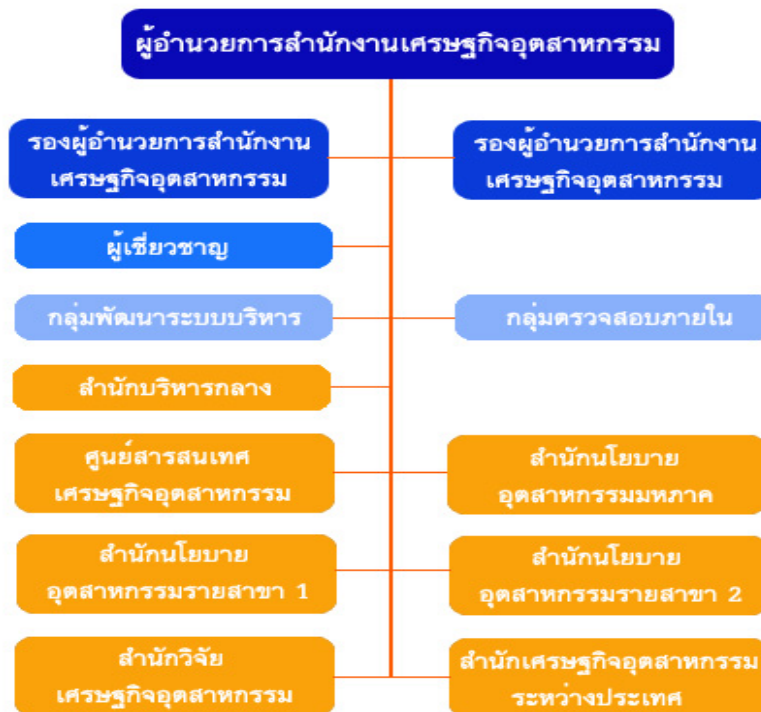 ผู้อำนวยการสำนักงานเศรษฐกิจอุตสาหกรรม
รองผู้อำนวยการสำนักงาน
เศรษฐกิจอุตสาหกรรม
รองผู้อำนวยการสำนักงาน
เศรษฐกิจอุตสาหกรรม
ผู้เชี่ยวชาญ
กลุ่มพัฒนาระบบบริหาร
กลุ่มตรวจสอบภายใน
สำนักบริหารกลาง
ศูนย์สารสนเทศ
เศรษฐกิจอุตสาหกรรม
สำนักนโยบาย
อุตสาหกรรมมหภาค
สำนักนโยบาย
อุตสาหกรรมรายสาขา 1
สำนักนโยบาย
อุตสาหกรรมรายสาขา 2
สำนักวิจัย
เศรษฐกิจอุตสาหกรรม
สำนักเศรษฐกิจอุตสาหกรรม
ระหว่างประเทศ